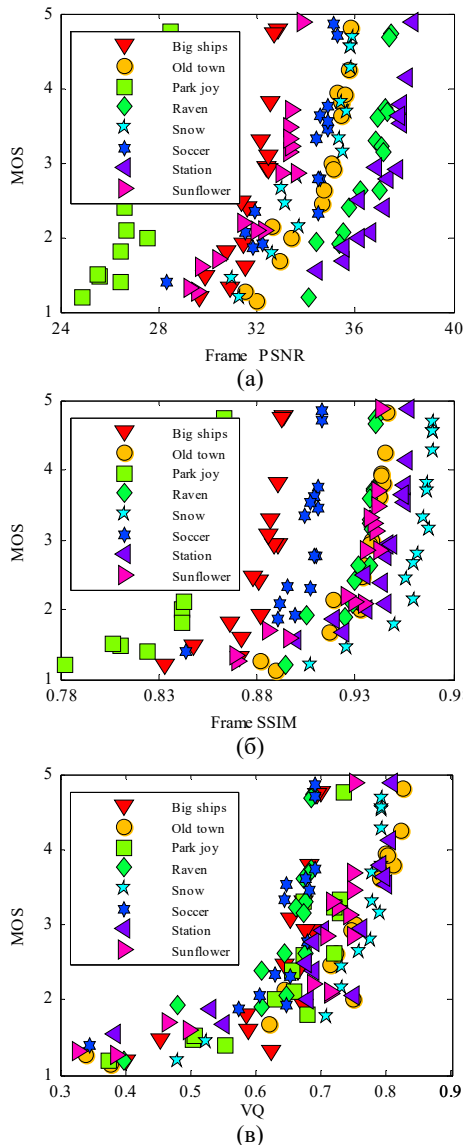 5
4
3
2
1
MOS
Big ships
Old town
Park joy
Raven
Snow
Soccer
Station
Sunflower
24 28 32 36 40
Frame PSNR
(а)
5
4
3
2
1
MOS
Big ships
Old town
Park joy
Raven
Snow
Soccer
Station
Sunflower
0.78 0.83 0.88 0.93 0.9
Frame SSIM
(б)
5
4
3
2
1
MOS
Big ships
Old town
Park joy
Raven
Snow
Soccer
Station
Sunflower
0.3 0.4 0.5 0.6 0.7 0.8 0.9
VQ
(в)